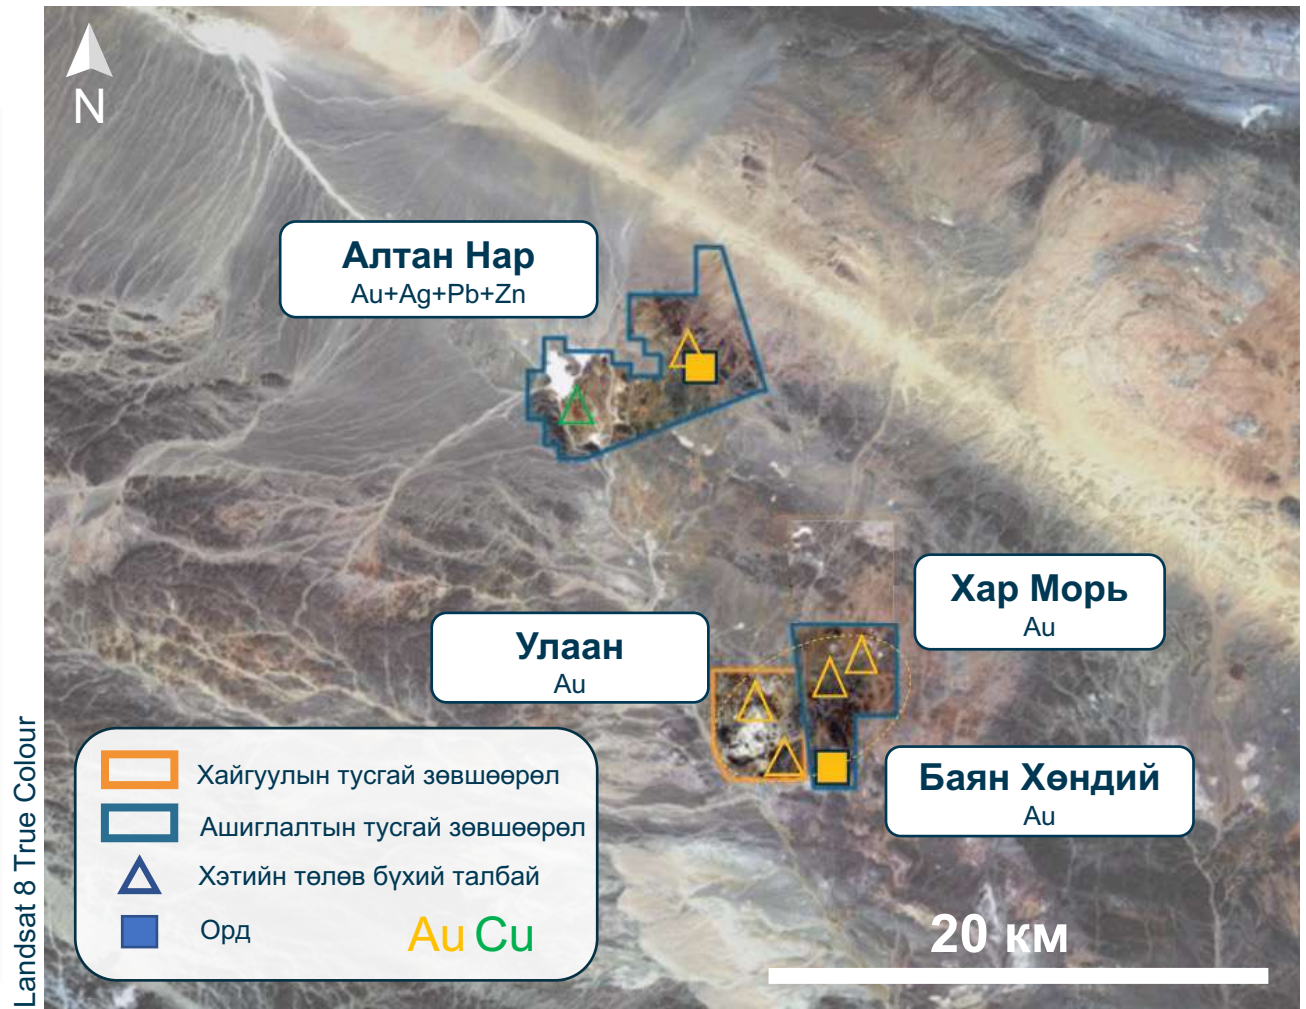 N
Алтан Нар
Au+Ag+Pb+Zn
Хар Морь
Au
Улаан
Au
Баян Хөндий
Au
Хайгуулын тусгай зөвшөөрөл
Ашиглалтын тусгай зөвшөөрөл
Хэтийн төлөв бүхий талбай
Орд
Au Cu
20 км
Landsat 8 True Colour